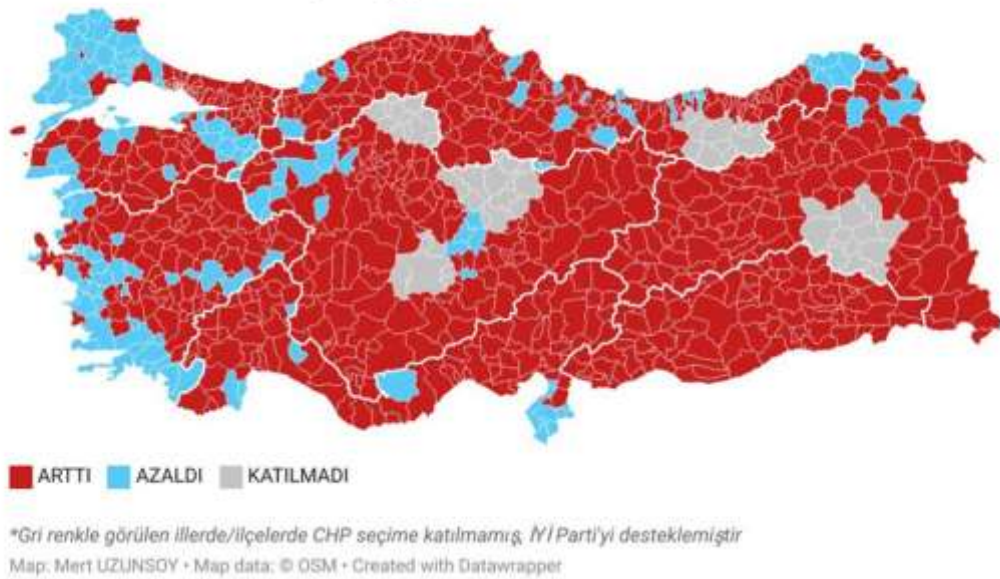 ARTTI AZALDI KATILMADI
*Gri renkle görülen illerde/ilçelerde CHP seçime katılmamış, İYİ Parti'yi desteklemiştir
Map: Mert UZUNSOY • Map data: © OSM • Created with Datawrapper